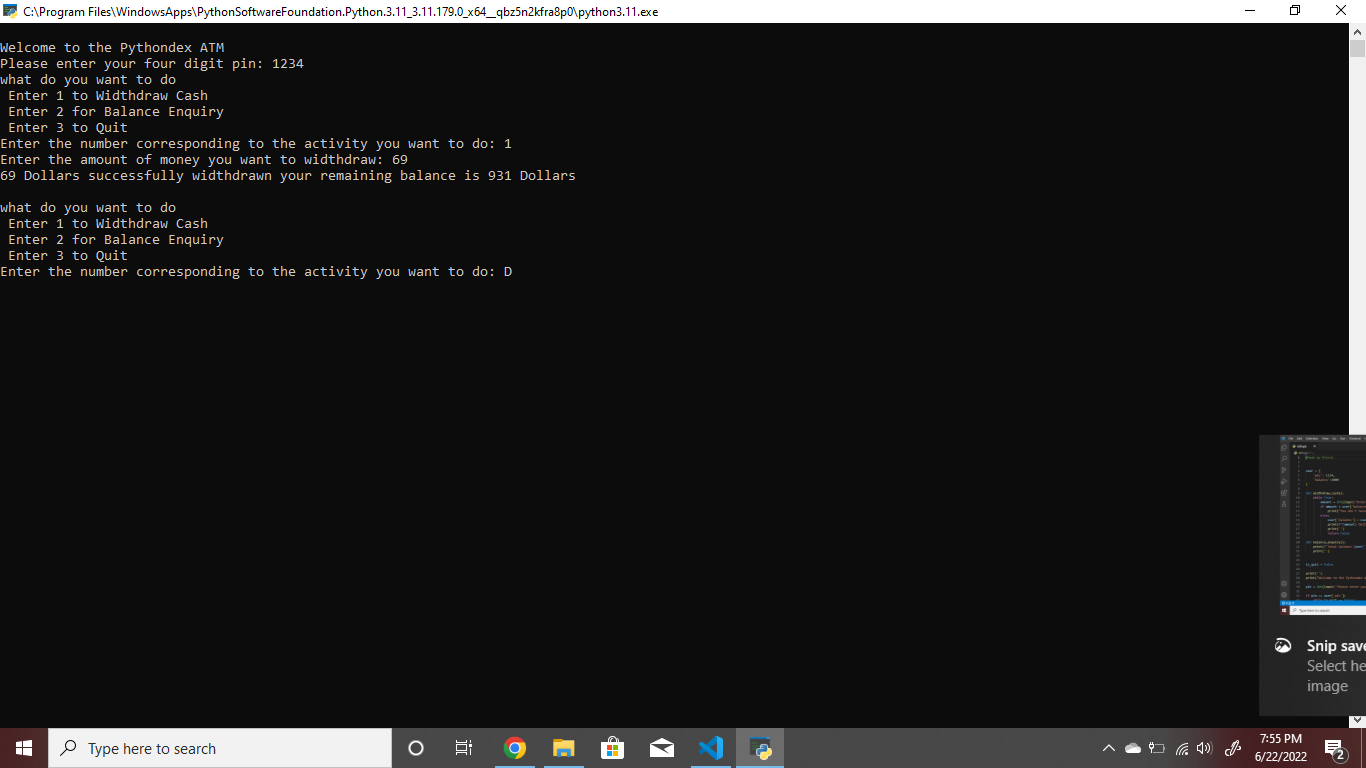 C:\Program Files\WindowsApps\PythonSoftwareFoundation.Python.3.11_3.11.179.0_x64__qbz5n2kfra8p0\python3.11.exe
Welcome to the Pythondex ATM
Please enter your four digit pin: 1234
what do you want to do
Enter 1 to Widthdraw Cash
Enter 2 for Balance Enquiry
Enter 3 to Quit
Enter the number corresponding to the activity you want to do: 1
Enter the amount of money you want to widthdraw: 69
69 Dollars successfully widthdrawn your remaining balance is 931 Dollars
what do you want to do
Enter 1 to Widthdraw Cash
Enter 2 for Balance Enquiry
Enter 3 to Quit
Enter the number corresponding to the activity you want to do: D
Snip save
Select he
image
Type here to search
7:55 PM
6/22/2022
2